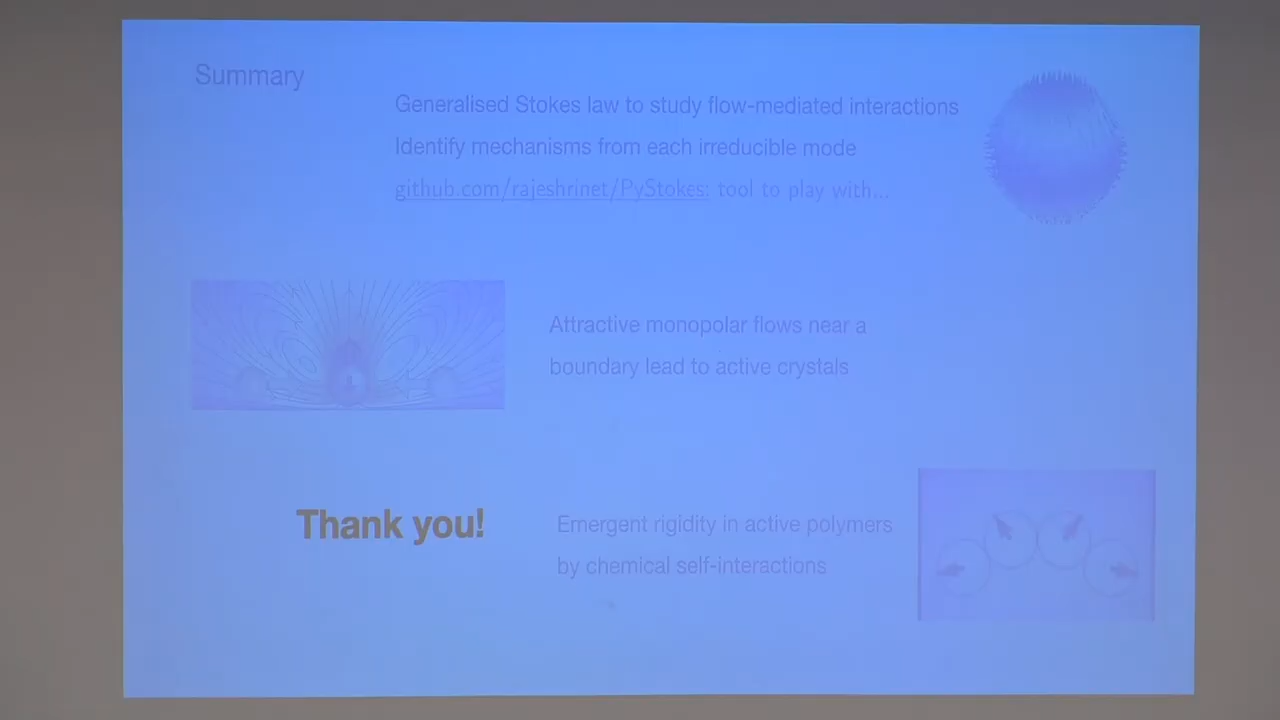 Summary
Generalised Stokes law to study flow-mediated interactions
Identify mechanisms from each irreducible mode
github.com/rajeshrinet/PyStokes: tool to play with...
Attractive monopolar flows near a
boundary lead to active crystals
Thank you!
Emergent rigidity in active polymers
by chemical self-interactions